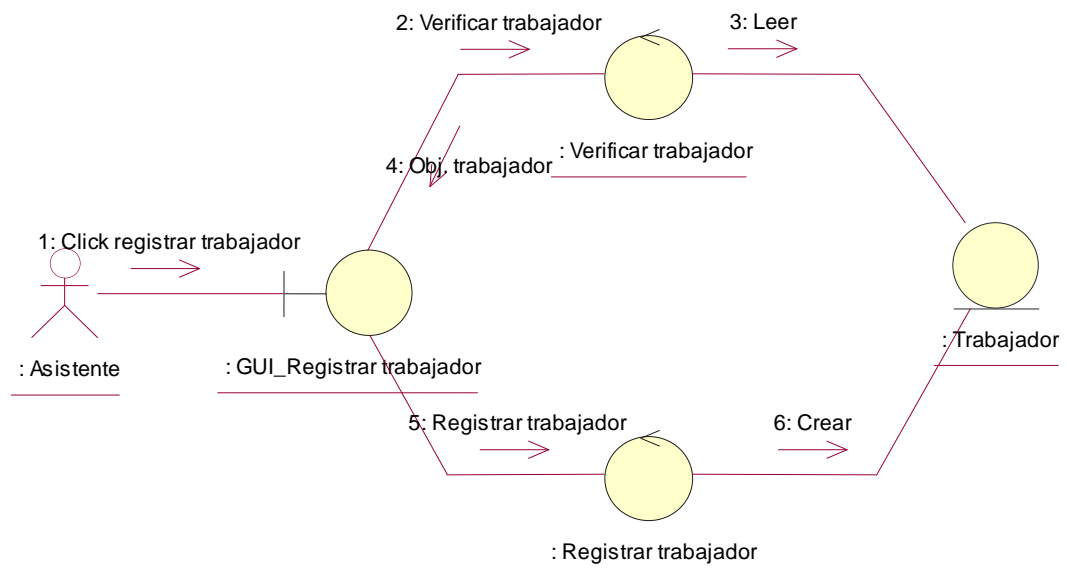 2: Verificar trabajador
3: Leer
: Verificar trabajador
4: Obj. trabajador
1: Click registrar trabajador
: Trabajador
: Asistente
: GUI_Registrar trabajador
5: Registrar trabajador
6: Crear
: Registrar trabajador